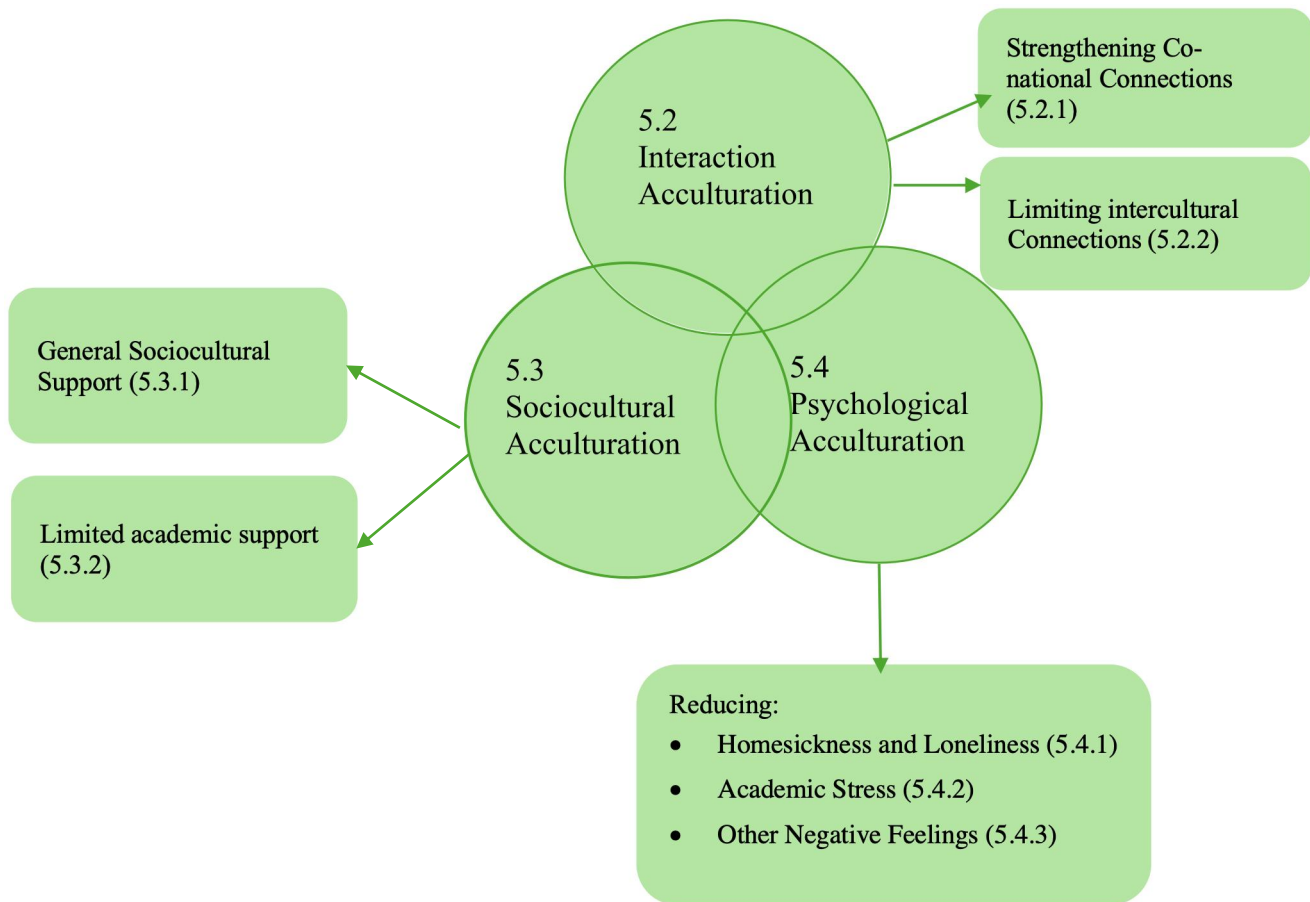 5.2
Interaction
Acculturation
Strengthening Co-
national Connections
(5.2.1)
Limiting intercultural
Connections (5.2.2)
General Sociocultural
Support (5.3.1)
Limited academic support
(5.3.2)
5.3
Sociocultural
Acculturation
5.4
Psychological
Acculturation
Reducing:
• Homesickness and Loneliness (5.4.1)
• Academic Stress (5.4.2)
• Other Negative Feelings (5.4.3)